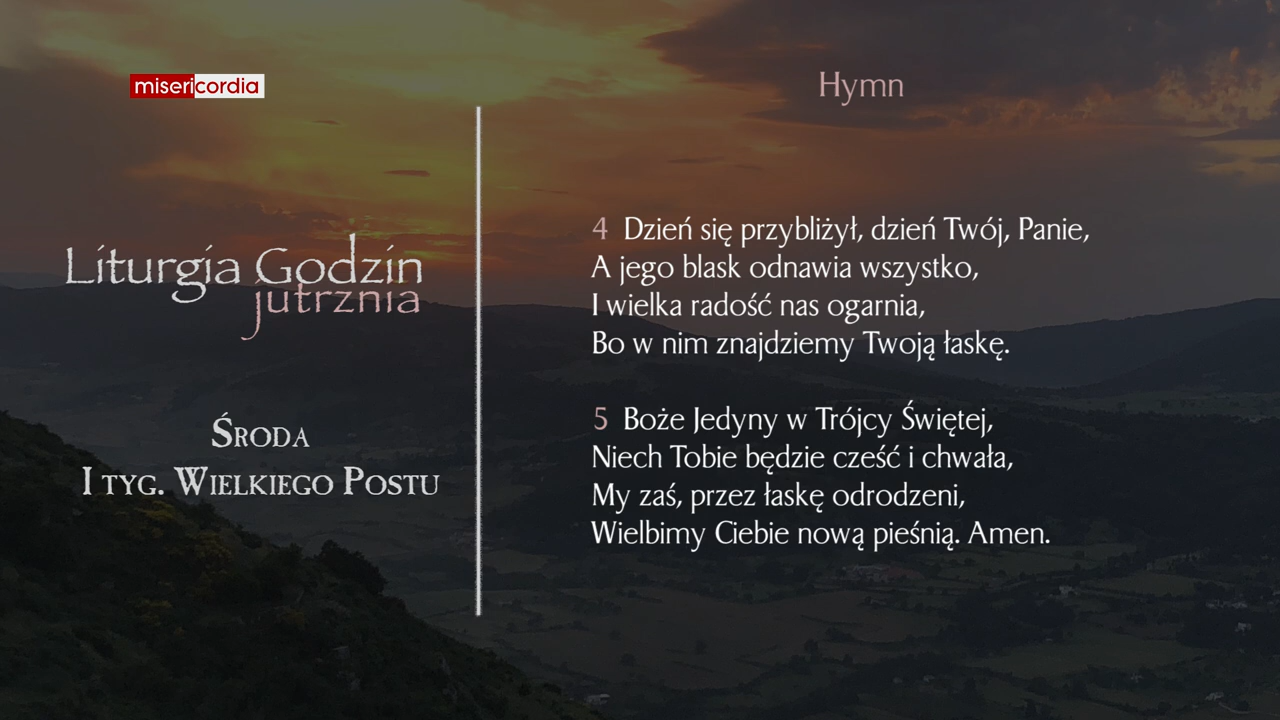 misericordia
Liturgia Godzin
jutrznia
Środa
I tyg. Wielkiego Postu
Hymn
4 Dzień się przybliżył, dzień Twój, Panie,
A jego blask odnawia wszystko,
I wielka radość nas ogarnia,
Bo w nim znajdziemy Twoją łaskę.
5 Boże Jedyny w Trójcy Świętej,
Niech Tobie będzie cześć i chwała,
My zaś, przez łaskę odrodzeni,
Wielbimy Ciebie nową pieśnią. Amen.